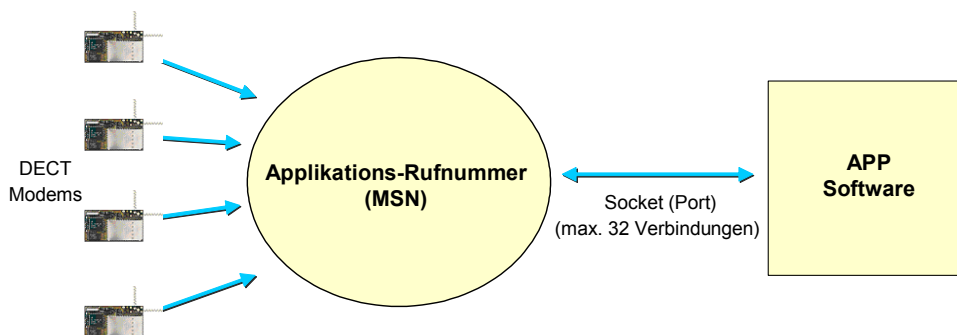 DECT
Modems
Applikations-Rufnummer
(MSN)
Socket (Port)
(max. 32 Verbindungen)
APP
Software